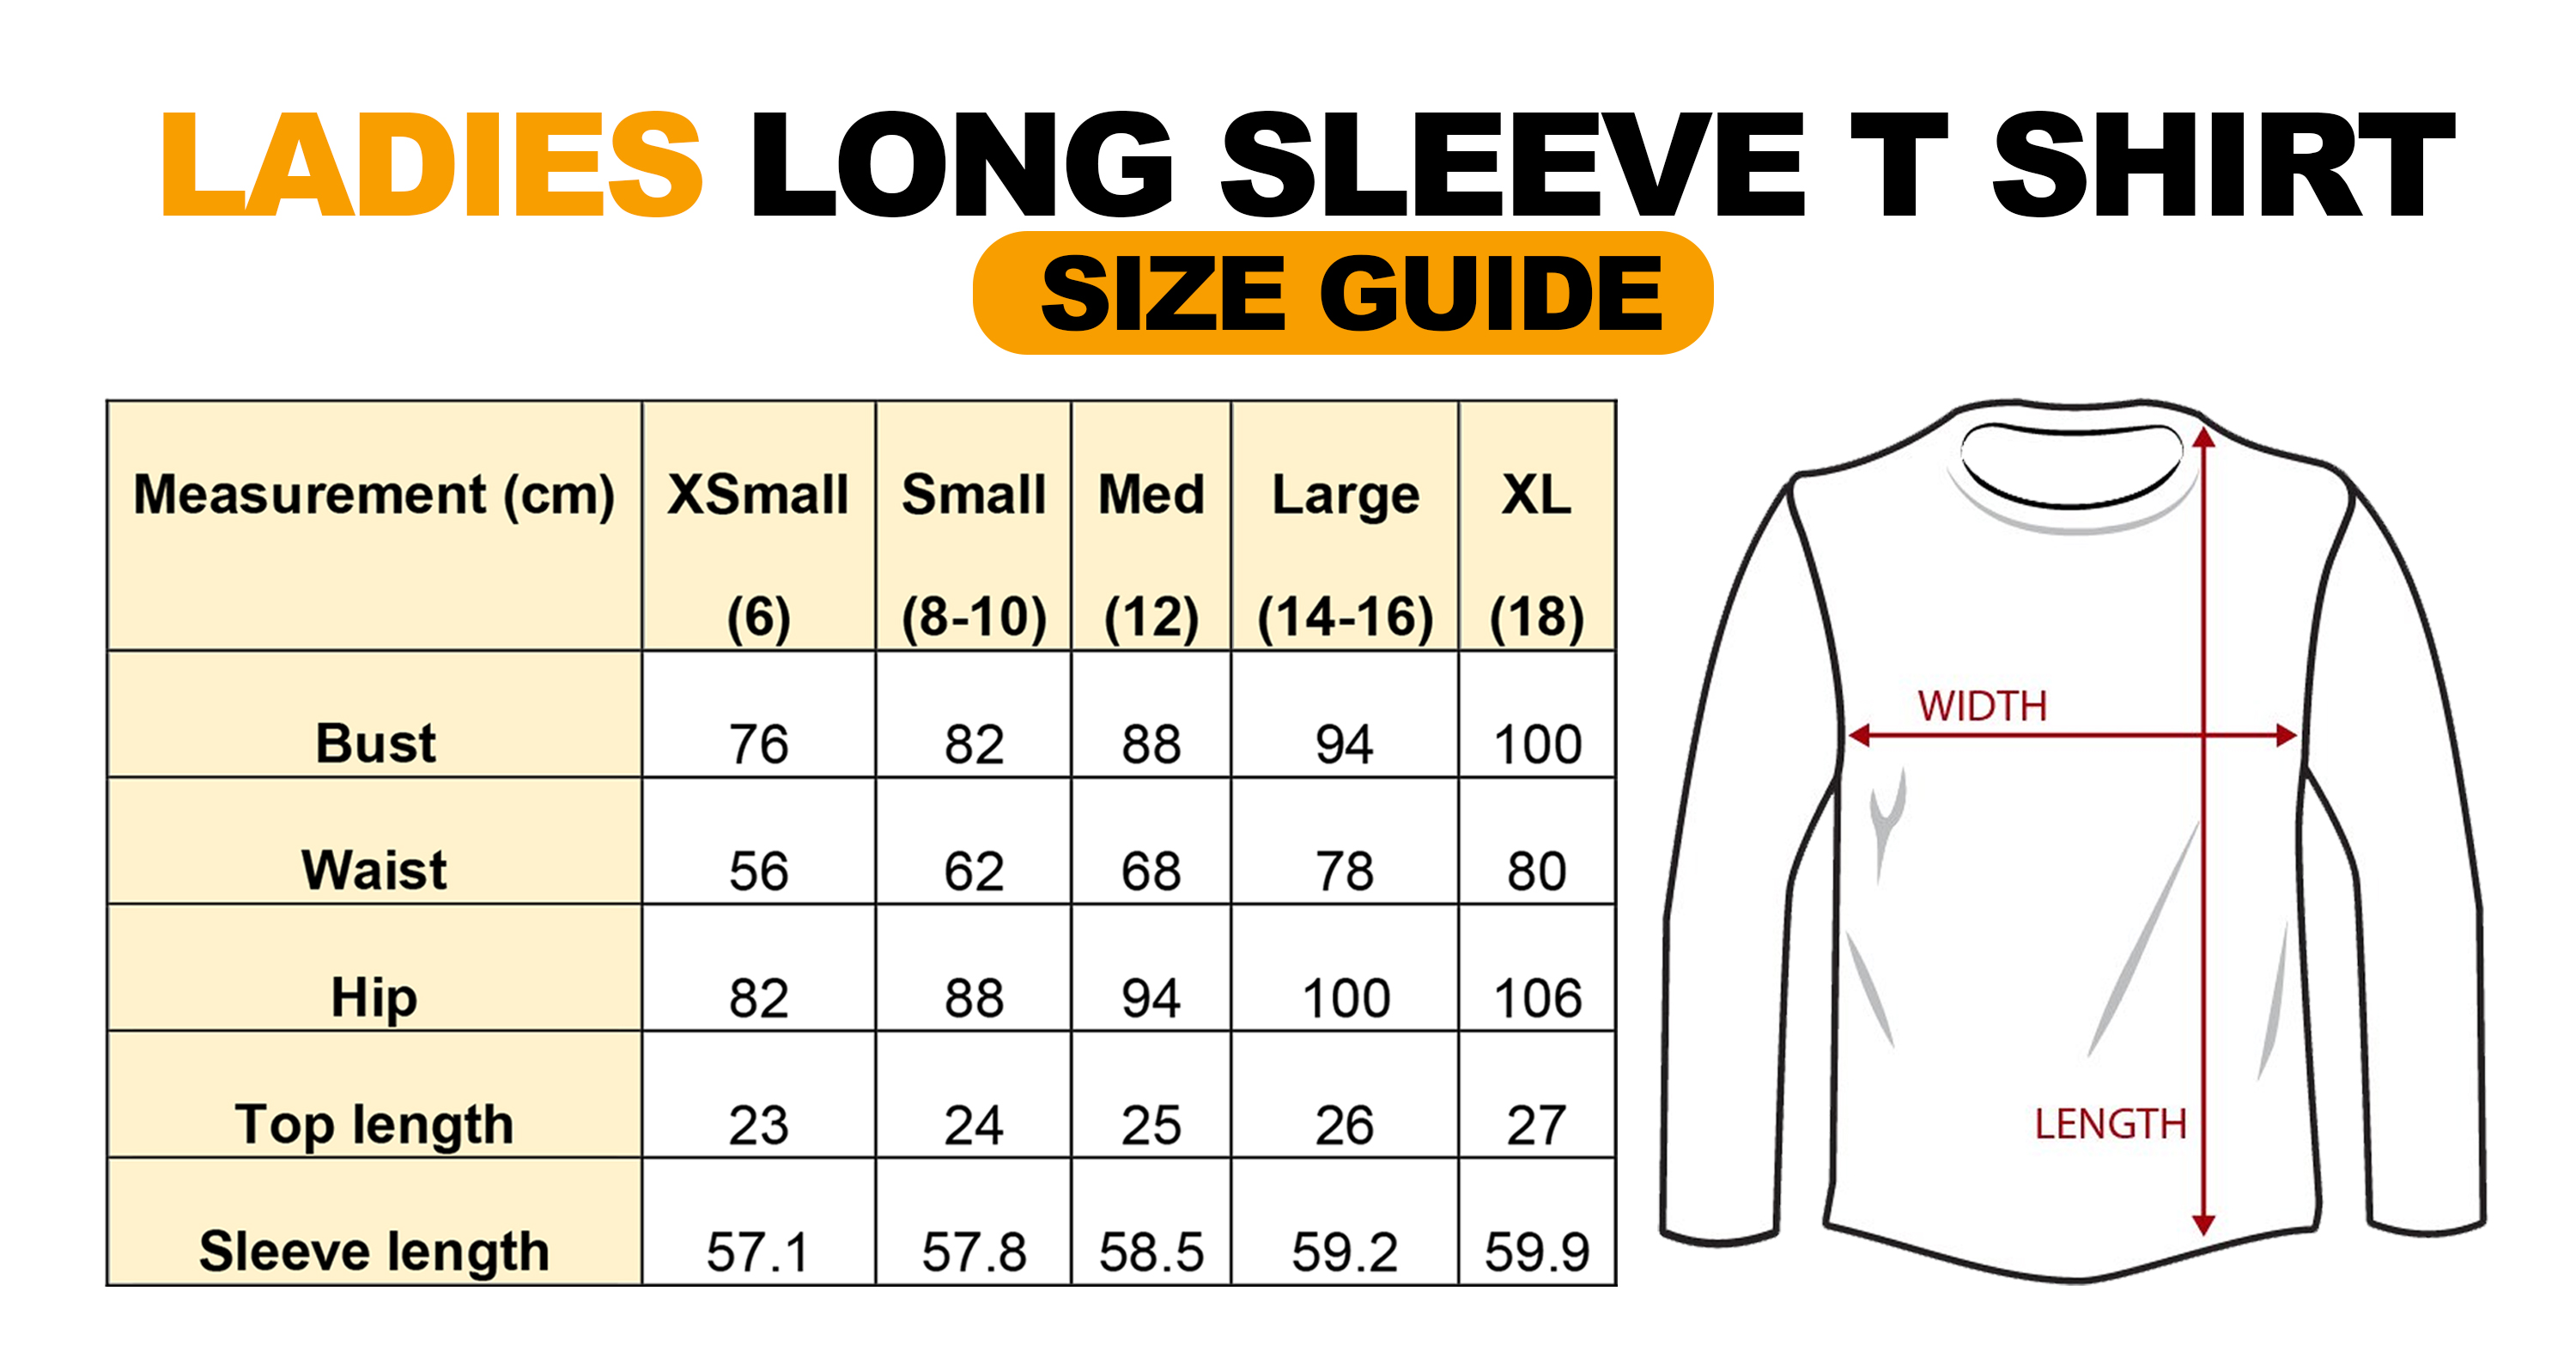 LADIES LONG SLEEVE T SHIRT
SIZE GUIDE
Measurement (cm) XSmall Small Med Large XL
(6) (8-10) (12) (14-16) (18)
Bust 76 82 88 94 100
Waist 56 62 68 78 80
Hip 82 88 94 100 106
Top length 23 24 25 26 27
Sleeve length 57.1 57.8 58.5 59.2 59.9
WIDTH
LENGTH